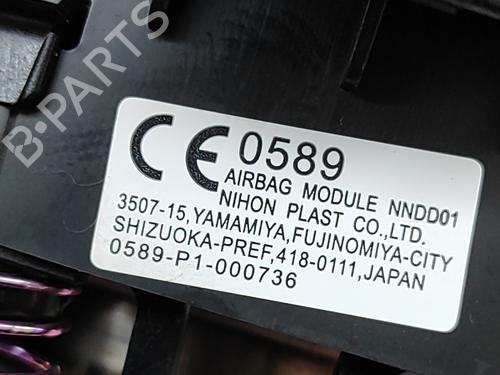 B-PARTS
CE 0589
AIRBAG MODULE NNDD01
NIHON PLAST CO.,LTD.
3507-15,YAMAMIYA,FUJINOMIYA-CITY
SHIZUOKA-PREF,418-0111,JAPAN
0589-P1-000736